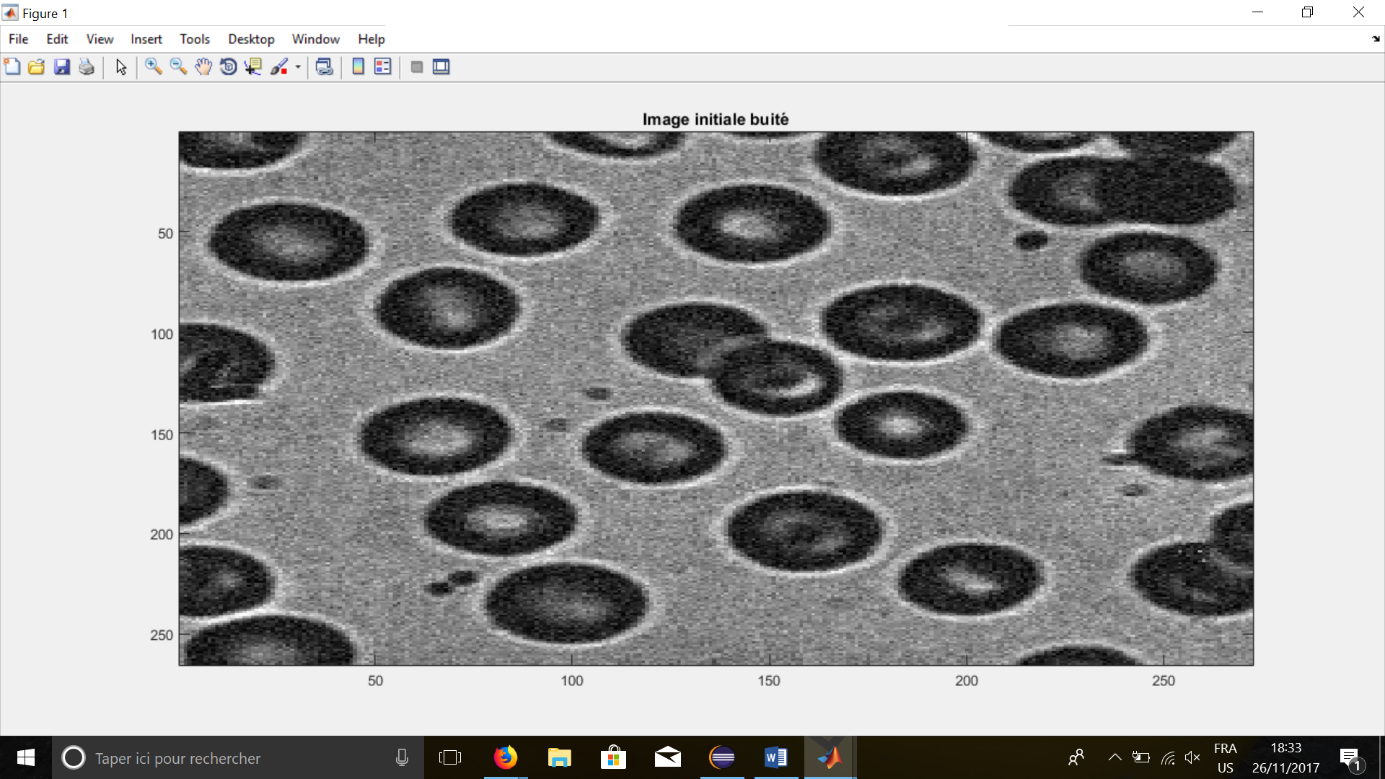 Figure 1
File Edit View Insert Tools Desktop Window Help
Image initiale buité
50
100
150
200
250
50 100 150 200 250
Taper ici pour rechercher
FRA 18:33
US 26/11/2017
1